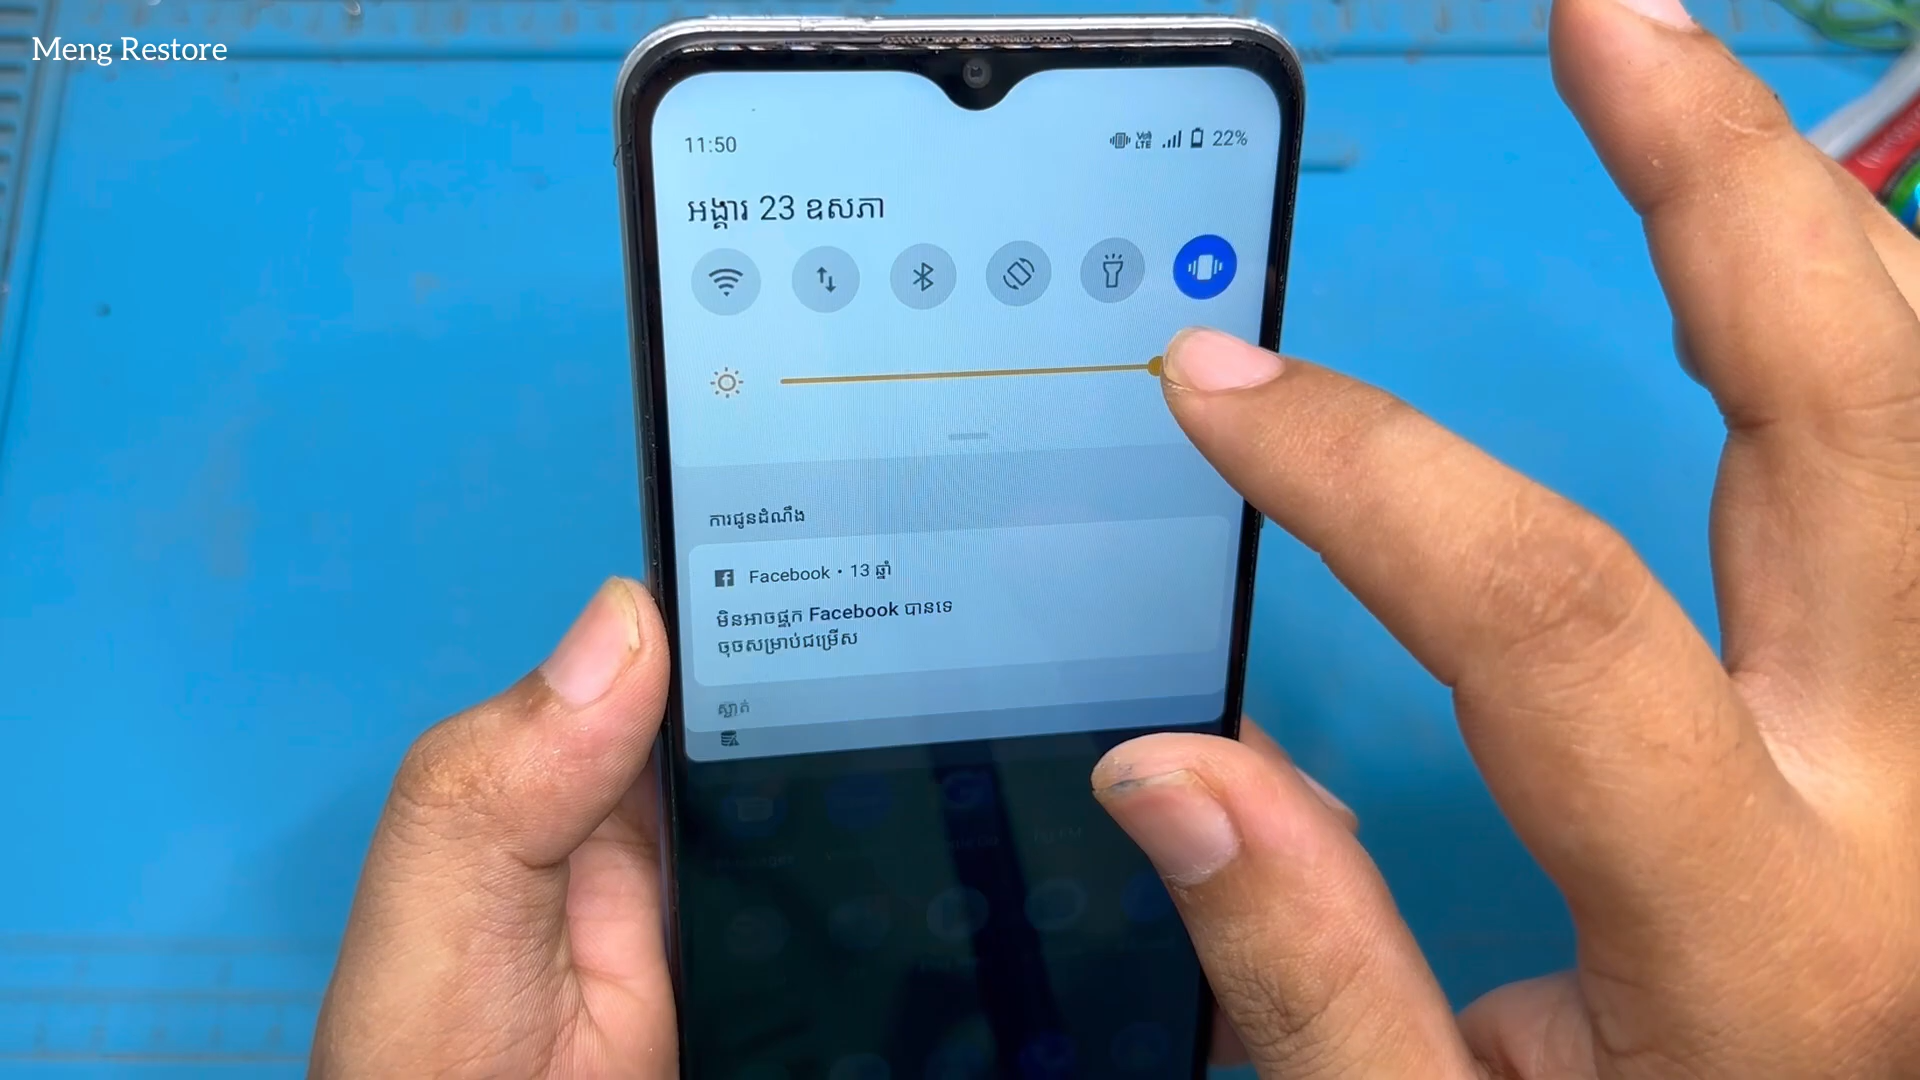 Meng Restore
11:50
Vo) LTE 22%
អង្គារ 23 ឧសភា
ការជូនដំណឹង
Facebook • 13 ឆ្នាំ
មិនអាចផ្ទុក Facebook បានទេ
ចុចសម្រាប់ជម្រើស
ស្ងាត់